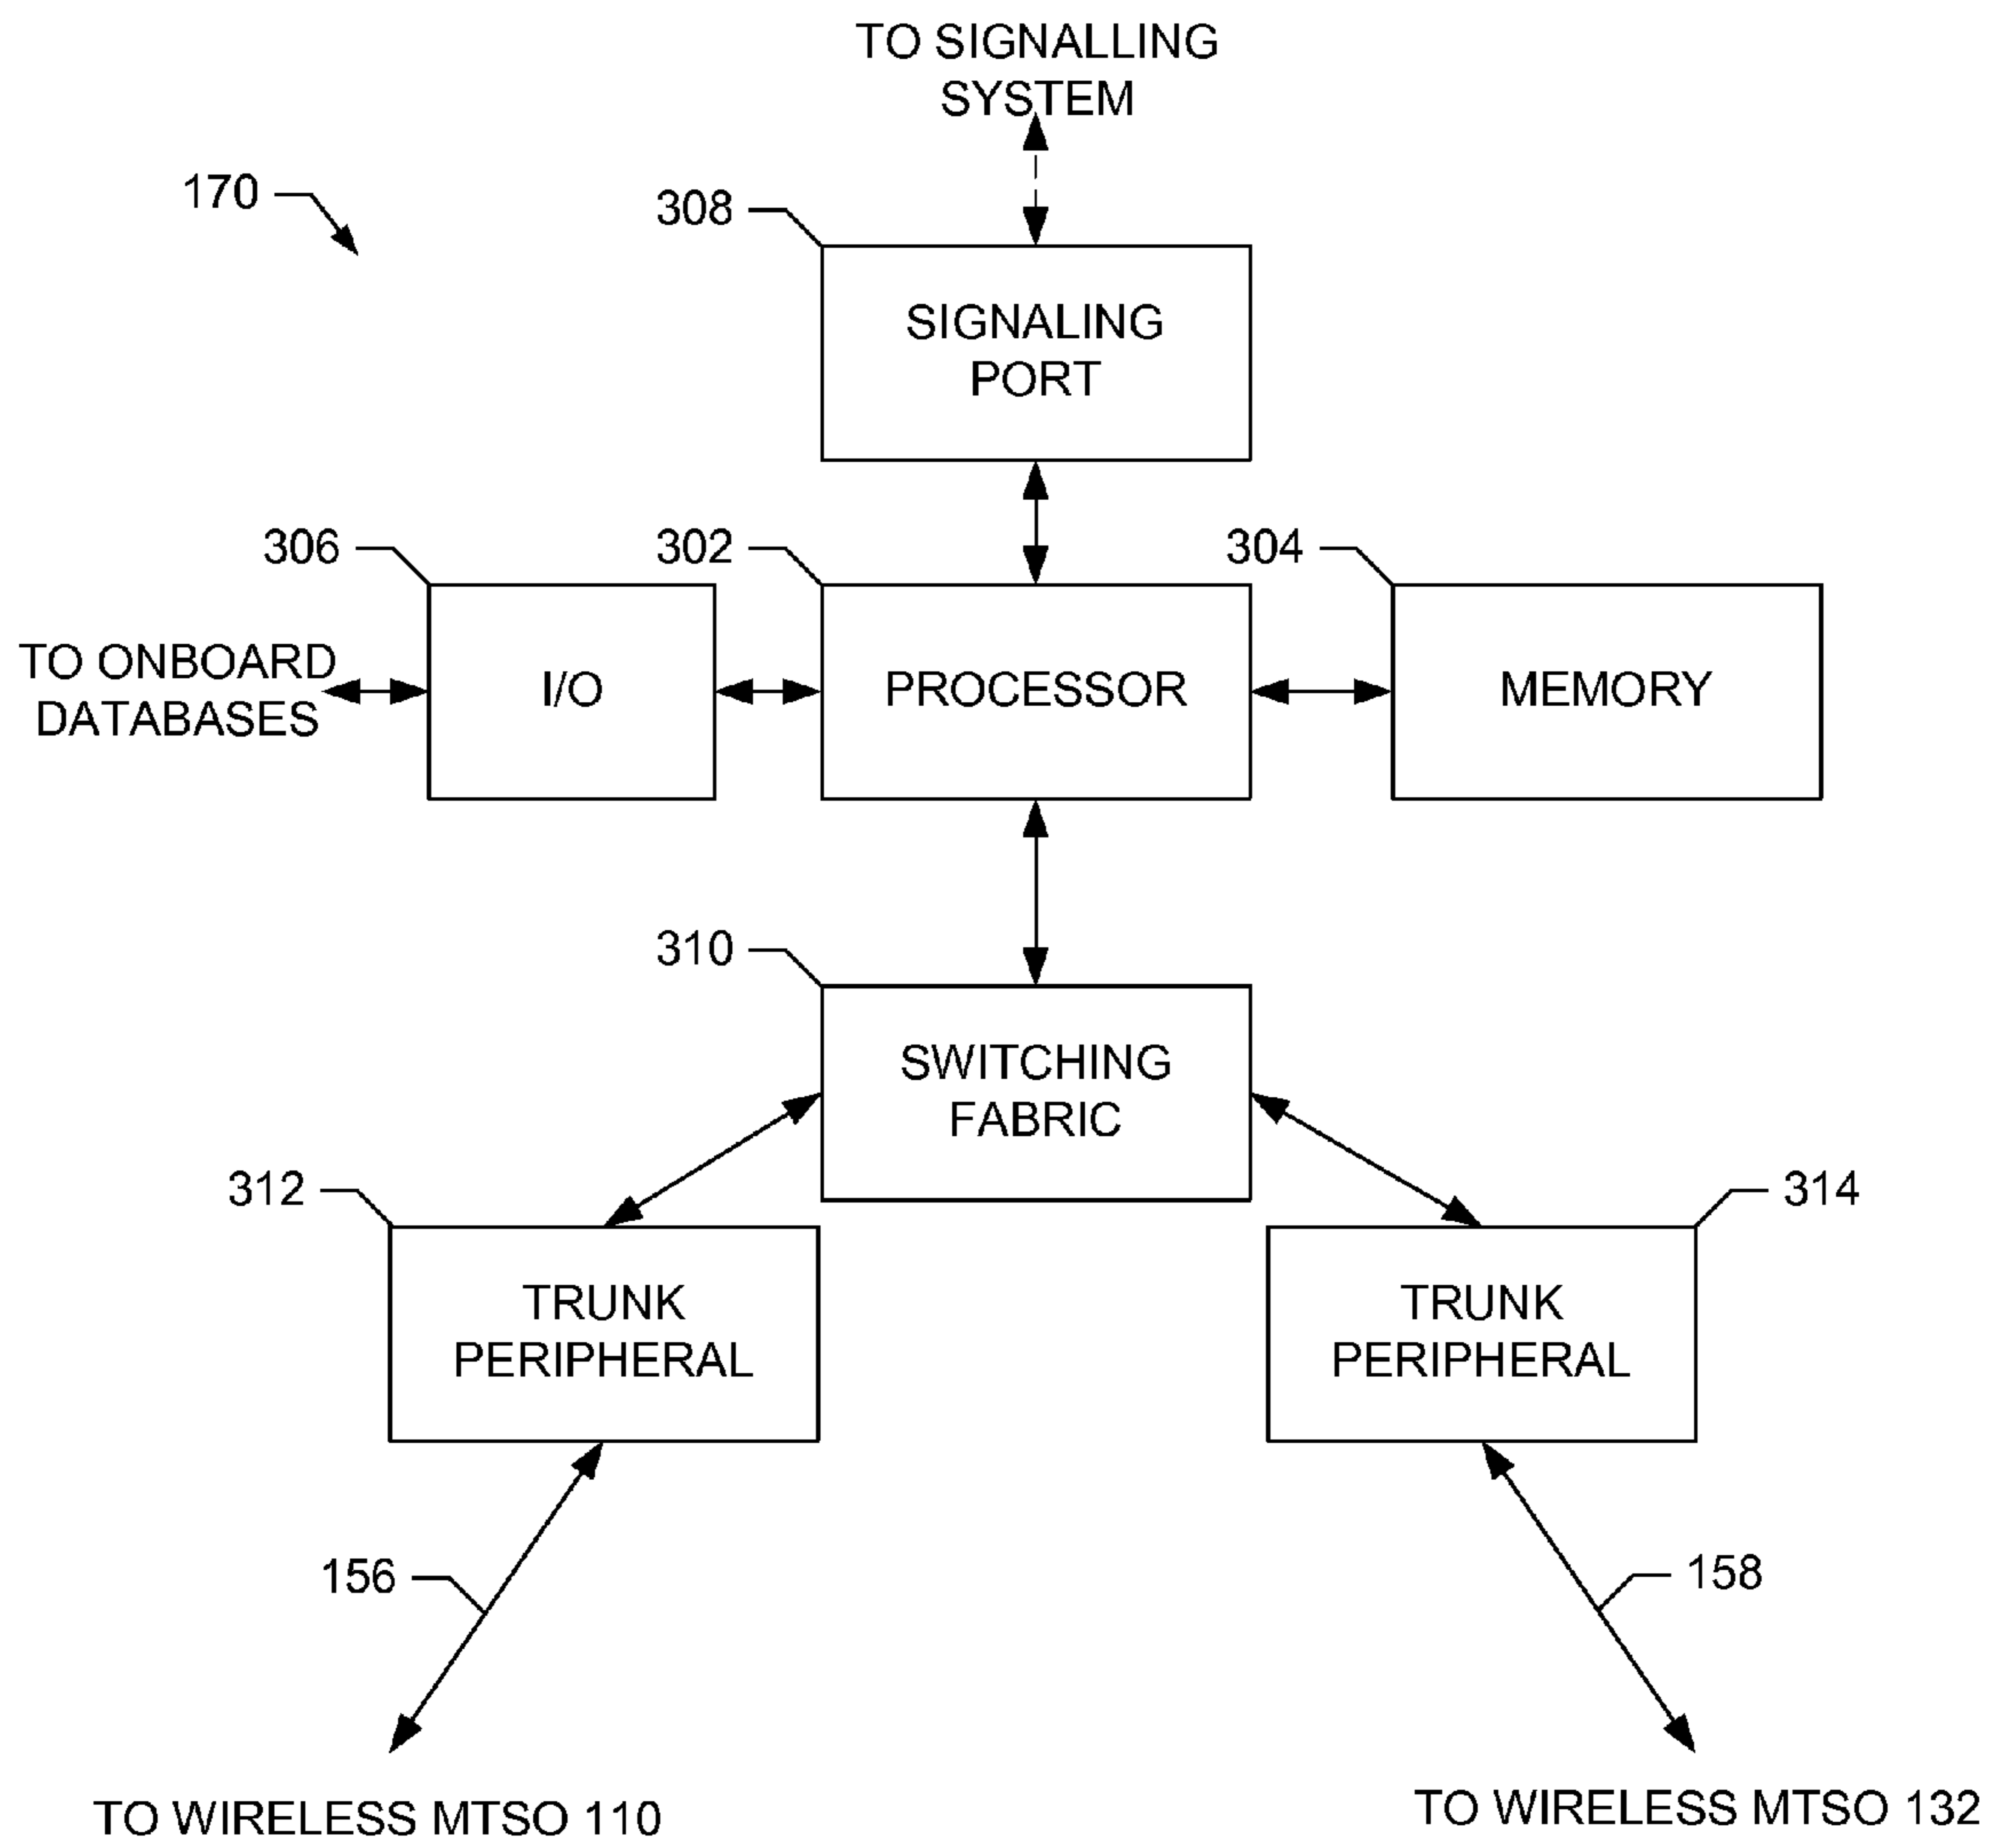 TO SIGNALLING
SYSTEM
170
308
SIGNALING
PORT
306
302
304
TO ONBOARD
DATABASES
I/O
PROCESSOR
MEMORY
310
SWITCHING
FABRIC
312
314
TRUNK
PERIPHERAL
TRUNK
PERIPHERAL
156
158
TO WIRELESS MTSO 110
TO WIRELESS MTSO 132